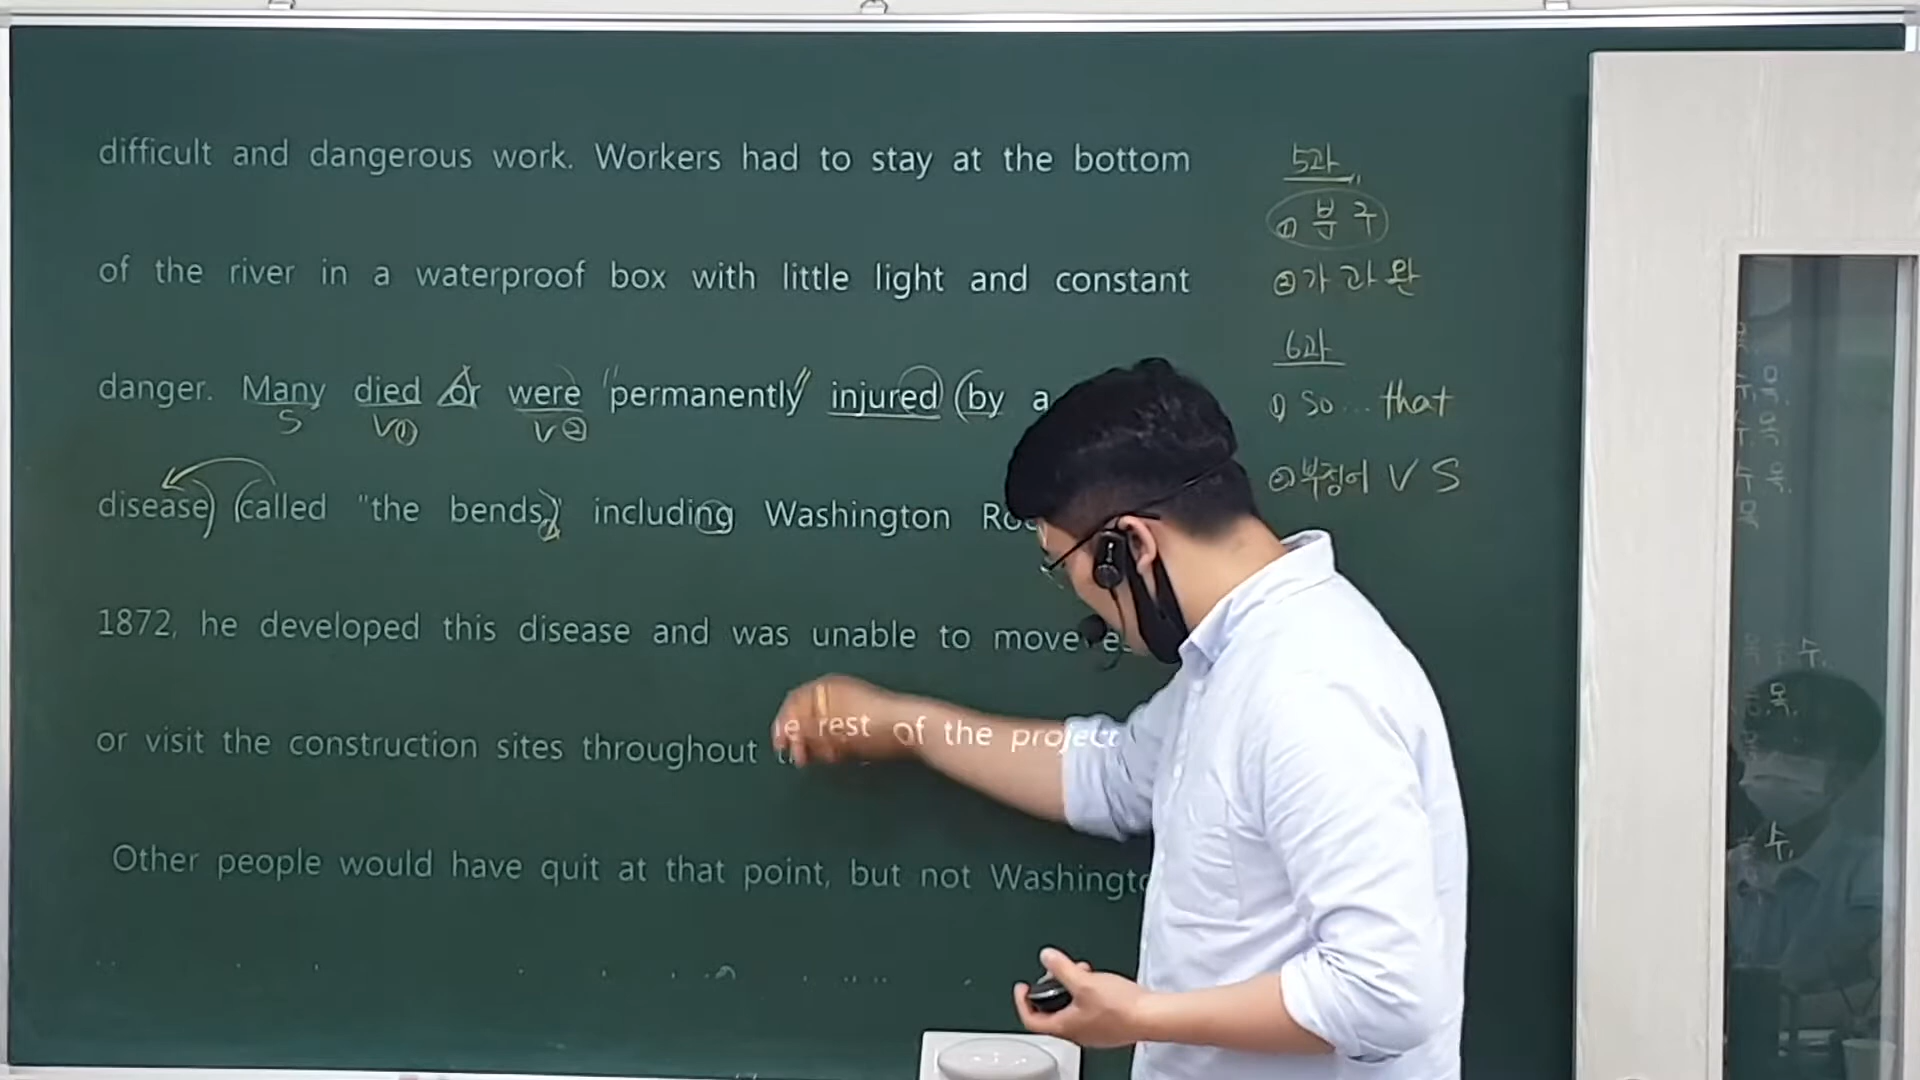 difficult and dangerous work. Workers had to stay at the bottom
of the river in a waterproof box with little light and constant
danger. Many died or were "permanently" injured (by a
S V① V②
disease) (called "the bends)," including Washington
1872, he developed this disease and was unable to move
or visit the construction sites throughout rest of the project
Other people would have quit at that point, but not
5과
① 분 구
② 가 과 완
6과
① So... that
② 부정어 V S
수,
목.
수,